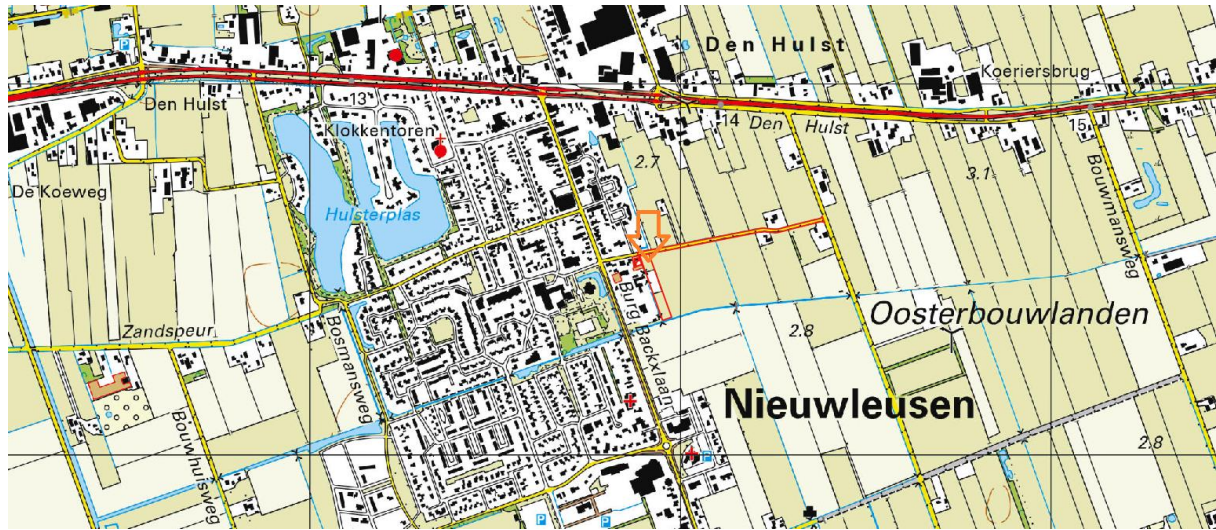 Den Hulst
Koeriersbrug
Den Hulst
13
Klokkentoren
14
Den Hulst
15
2.7
3.1
De Koeweg
Hulsterplas
Bouwmansweg
Burg Backxlaan
Oosterbouwlanden
Zandspeur
Bosmansweg
2.8
Nieuwleusen
Bouwhuisweg
2.8
P
P
P
P